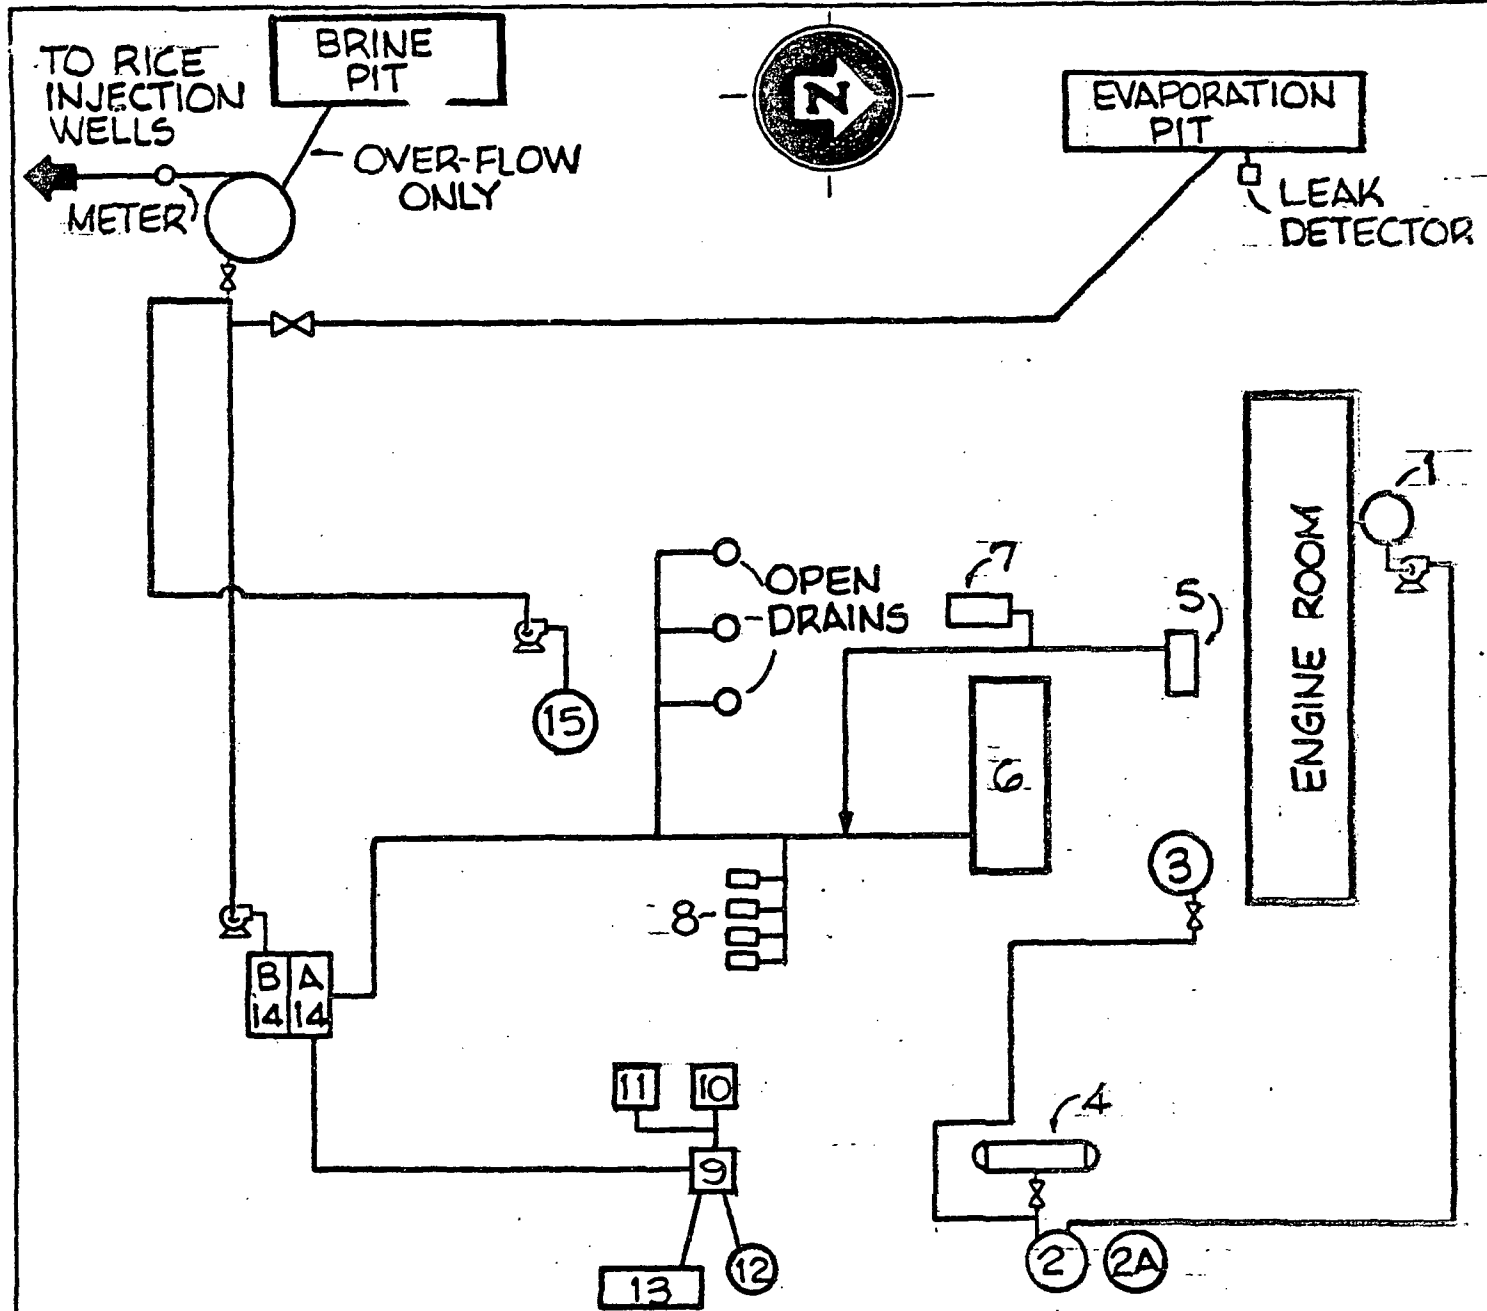 BRINE
PIT
TO RICE
INJECTION
WELLS
N
EVAPORATION
PIT
OVER-FLOW
ONLY
METER
LEAK
DETECTOR
1
ENGINE ROOM
7
OPEN
DRAINS
5
15
6
3
8
B A
14 14
11 10
4
9
2 2A
13 12